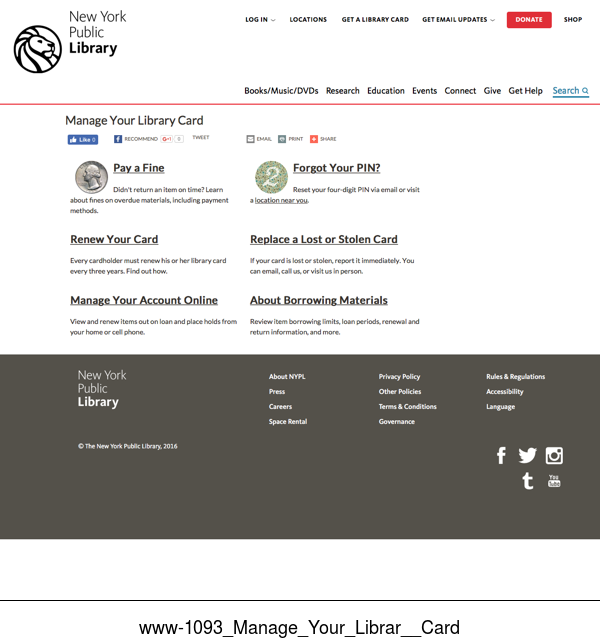 New York
Public
Library
LOG IN
LOCATIONS
GET A LIBRARY CARD
GET EMAIL UPDATES
DONATE
SHOP
Books/Music/DVDs
Research
Education
Events
Connect
Give
Get Help
Search
Manage Your Library Card
Like 0
RECOMMEND
G+1 0
TWEET
EMAIL
PRINT
SHARE
Pay a Fine
Didn't return an item on time? Learn
about fines on overdue materials, including payment
methods.
Forgot Your PIN?
Reset your four-digit PIN via email or visit
a location near you.
Renew Your Card
Every cardholder must renew his or her library card
every three years. Find out how.
Replace a Lost or Stolen Card
If your card is lost or stolen, report it immediately. You
can email, call us, or visit us in person.
Manage Your Account Online
View and renew items out on loan and place holds from
your home or cell phone.
About Borrowing Materials
Review item borrowing limits, loan periods, renewal and
return information, and more.
New York
Public
Library
About NYPL
Press
Careers
Space Rental
Privacy Policy
Other Policies
Terms & Conditions
Governance
Rules & Regulations
Accessibility
Language
© The New York Public Library, 2016
You
Tube
www-1093_Manage_Your_Librar__Card